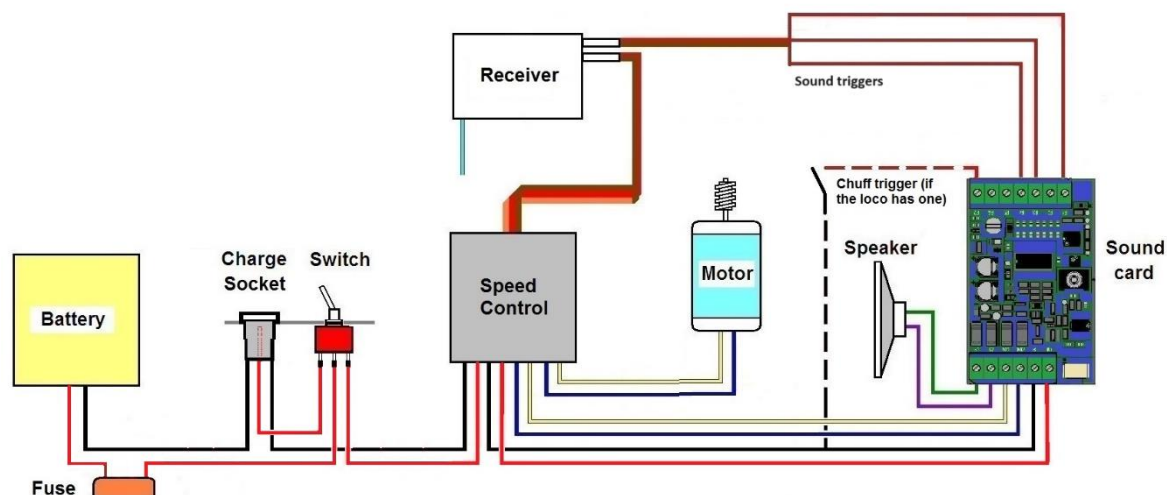 Receiver
Sound triggers
Chuff trigger (if
the loco has one)
Charge
Socket
Switch
Battery
Speed
Control
Motor
Speaker
Sound
card
Fuse